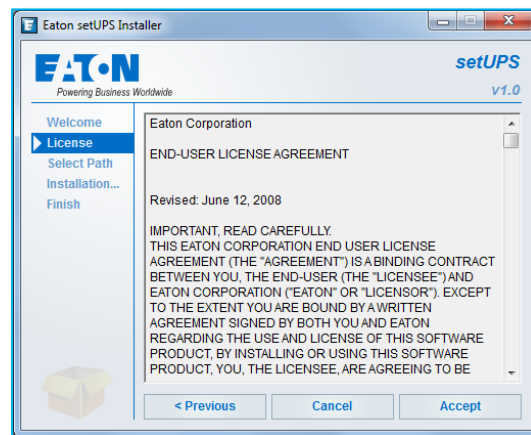 Eaton setUPS Installer
EATON
Powering Business Worldwide
setUPS
v1.0
Welcome
License
Select Path
Installation...
Finish
Eaton Corporation
END-USER LICENSE AGREEMENT
Revised: June 12, 2008
IMPORTANT, READ CAREFULLY.
THIS EATON CORPORATION END USER LICENSE
AGREEMENT (THE "AGREEMENT") IS A BINDING CONTRACT
BETWEEN YOU, THE END-USER (THE "LICENSEE") AND
EATON CORPORATION ("EATON" OR "LICENSOR"). EXCEPT
TO THE EXTENT YOU ARE BOUND BY A WRITTEN
AGREEMENT SIGNED BY BOTH YOU AND EATON
REGARDING THE USE AND LICENSE OF THIS SOFTWARE
PRODUCT, BY INSTALLING OR USING THIS SOFTWARE
PRODUCT, YOU, THE LICENSEE, ARE AGREEING TO BE
< Previous
Cancel
Accept